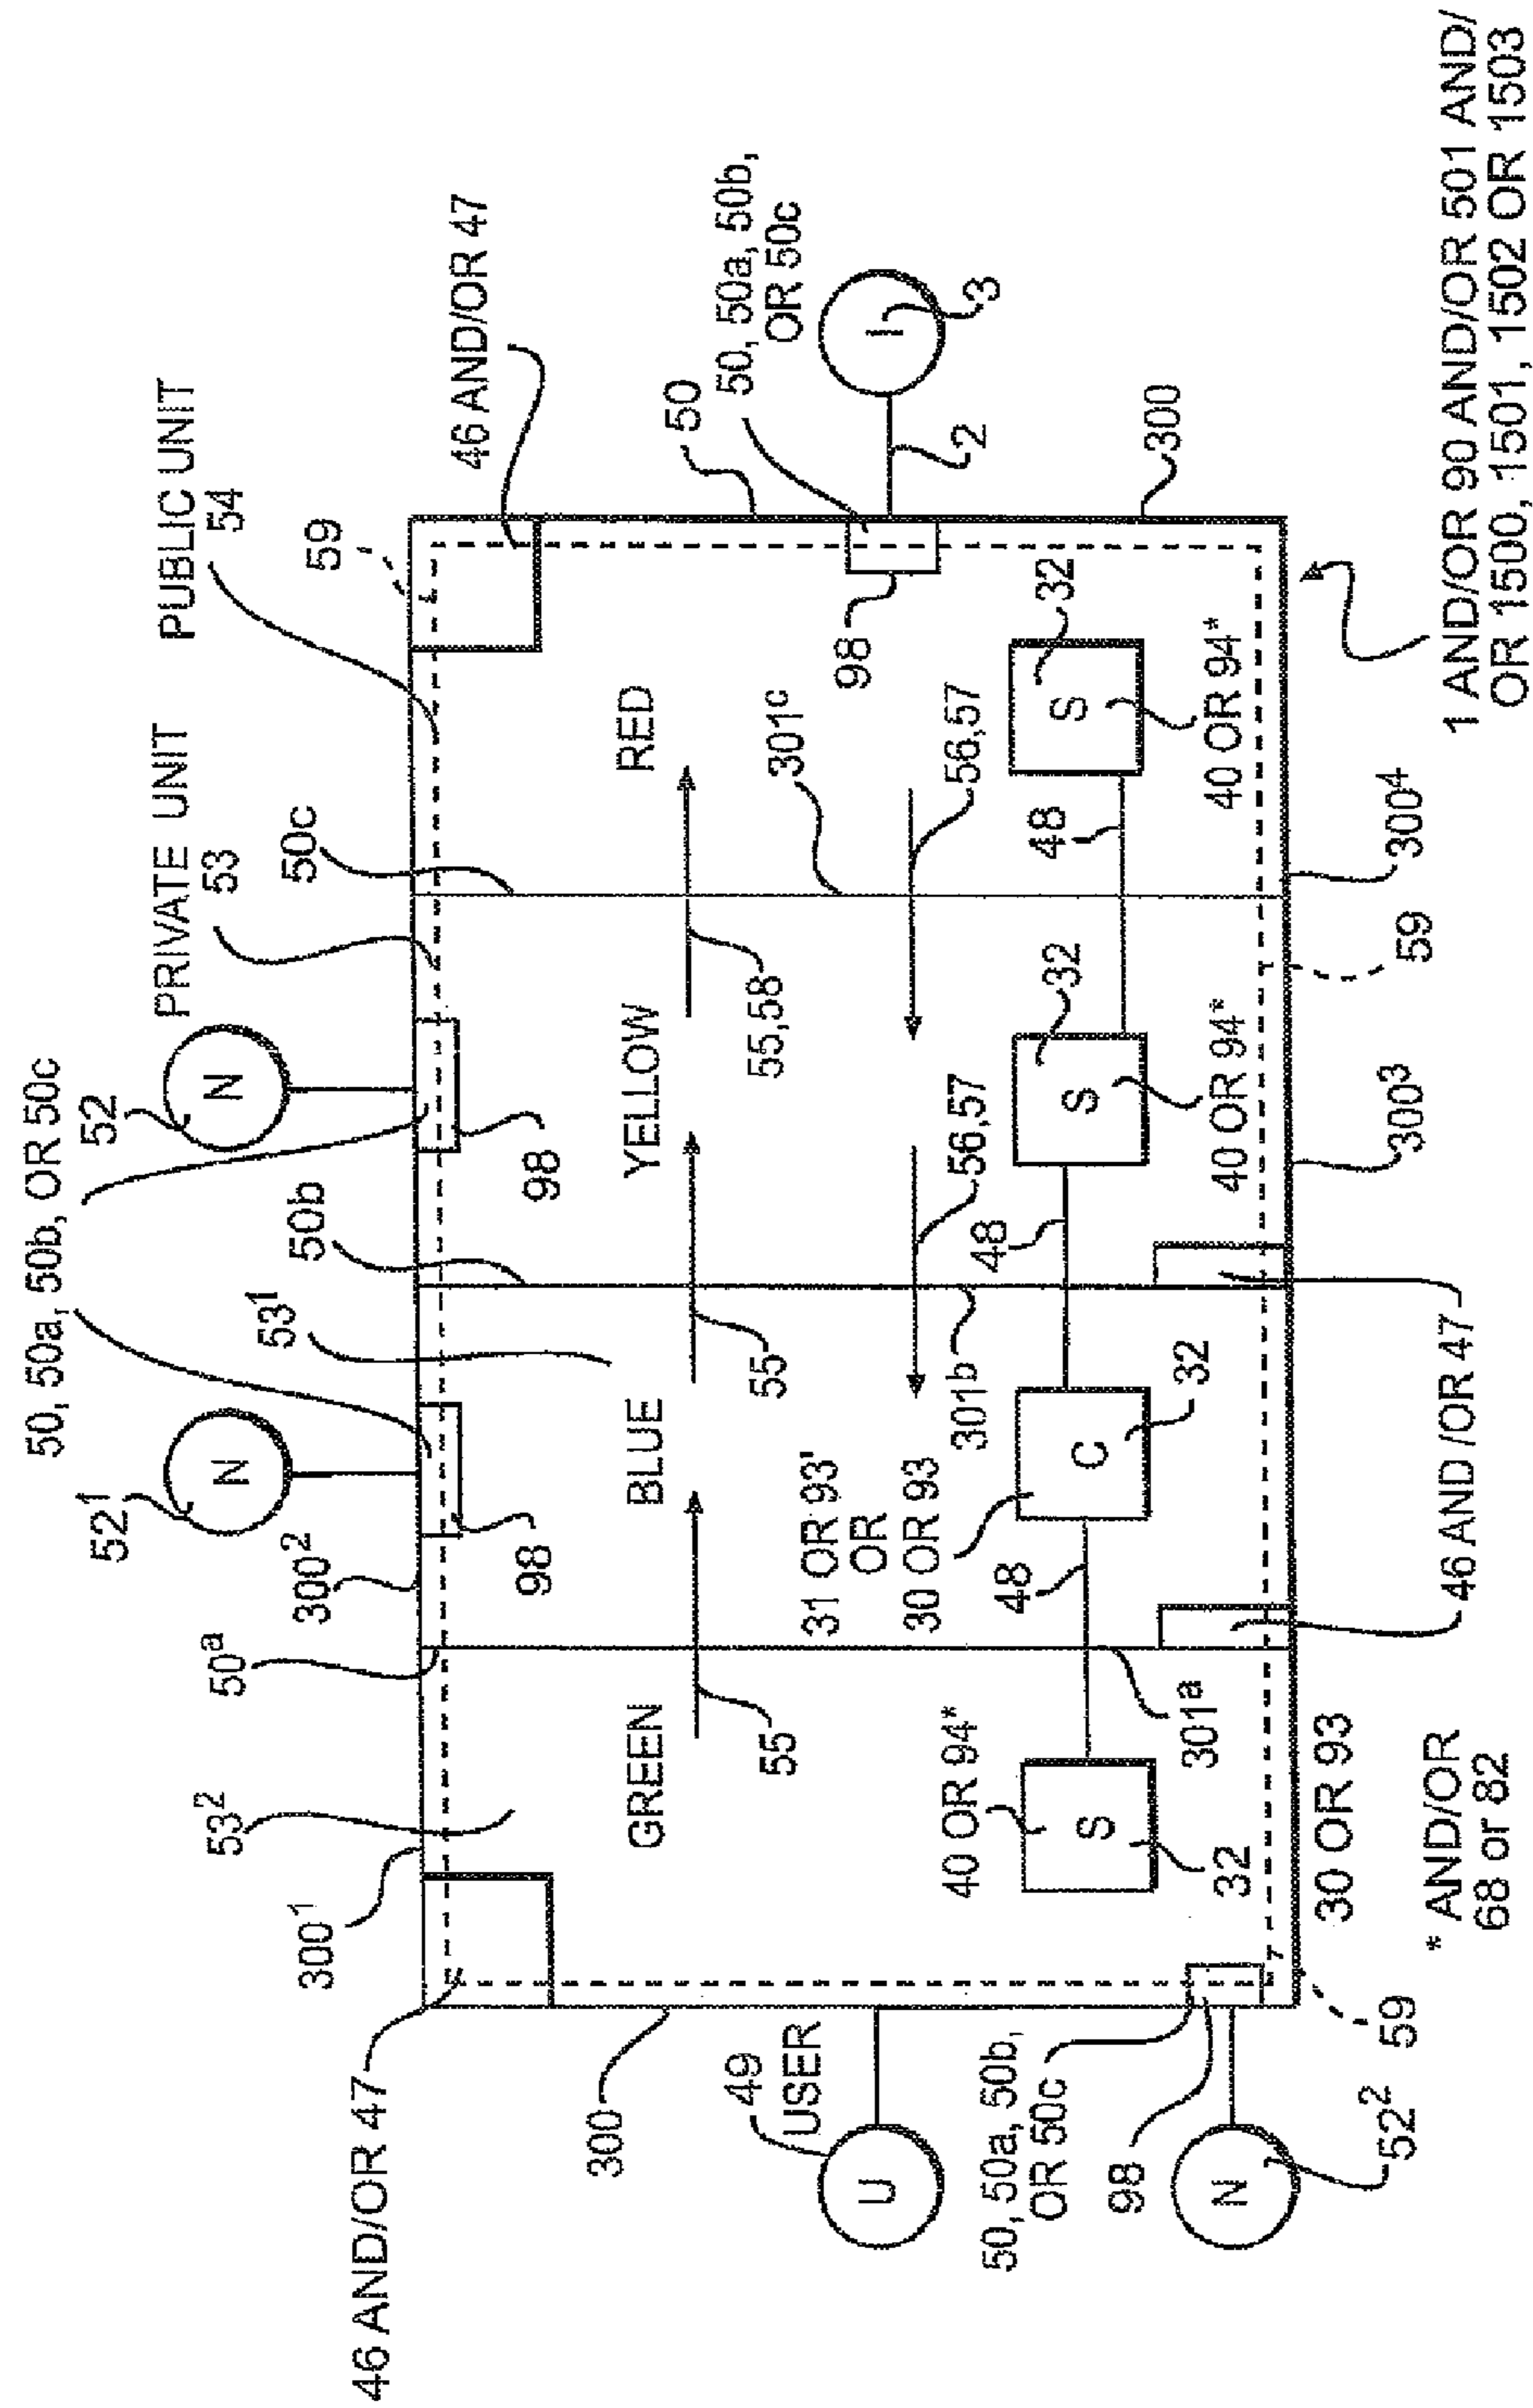 46 AND/OR 47
300¹
53²
50ª
300²
52¹
N
50, 50a, 50b, OR 50c
53¹
50b
52
N
PRIVATE UNIT
53
50c
PUBLIC UNIT
54
59
46 AND/OR 47
98
98
GREEN
BLUE
YELLOW
RED
55
55
55,58
300
49
USER
U
50, 50a, 50b,
OR 50c
98
N
52²
59
40 OR 94*
S
32
301ª
48
31 OR 93'
OR
30 OR 93
C
32
301ᵇ
48
56,57
S
32
40 OR 94*
301ᶜ
56,57
48
S
32
40 OR 94*
98
50
50, 50a, 50b,
OR 50c
I
3
2
300
30 OR 93
* AND/OR
68 or 82
46 AND/OR 47
300³
59
300⁴
1 AND/OR 90 AND/OR 501 AND/
OR 1500, 1501, 1502 OR 1503